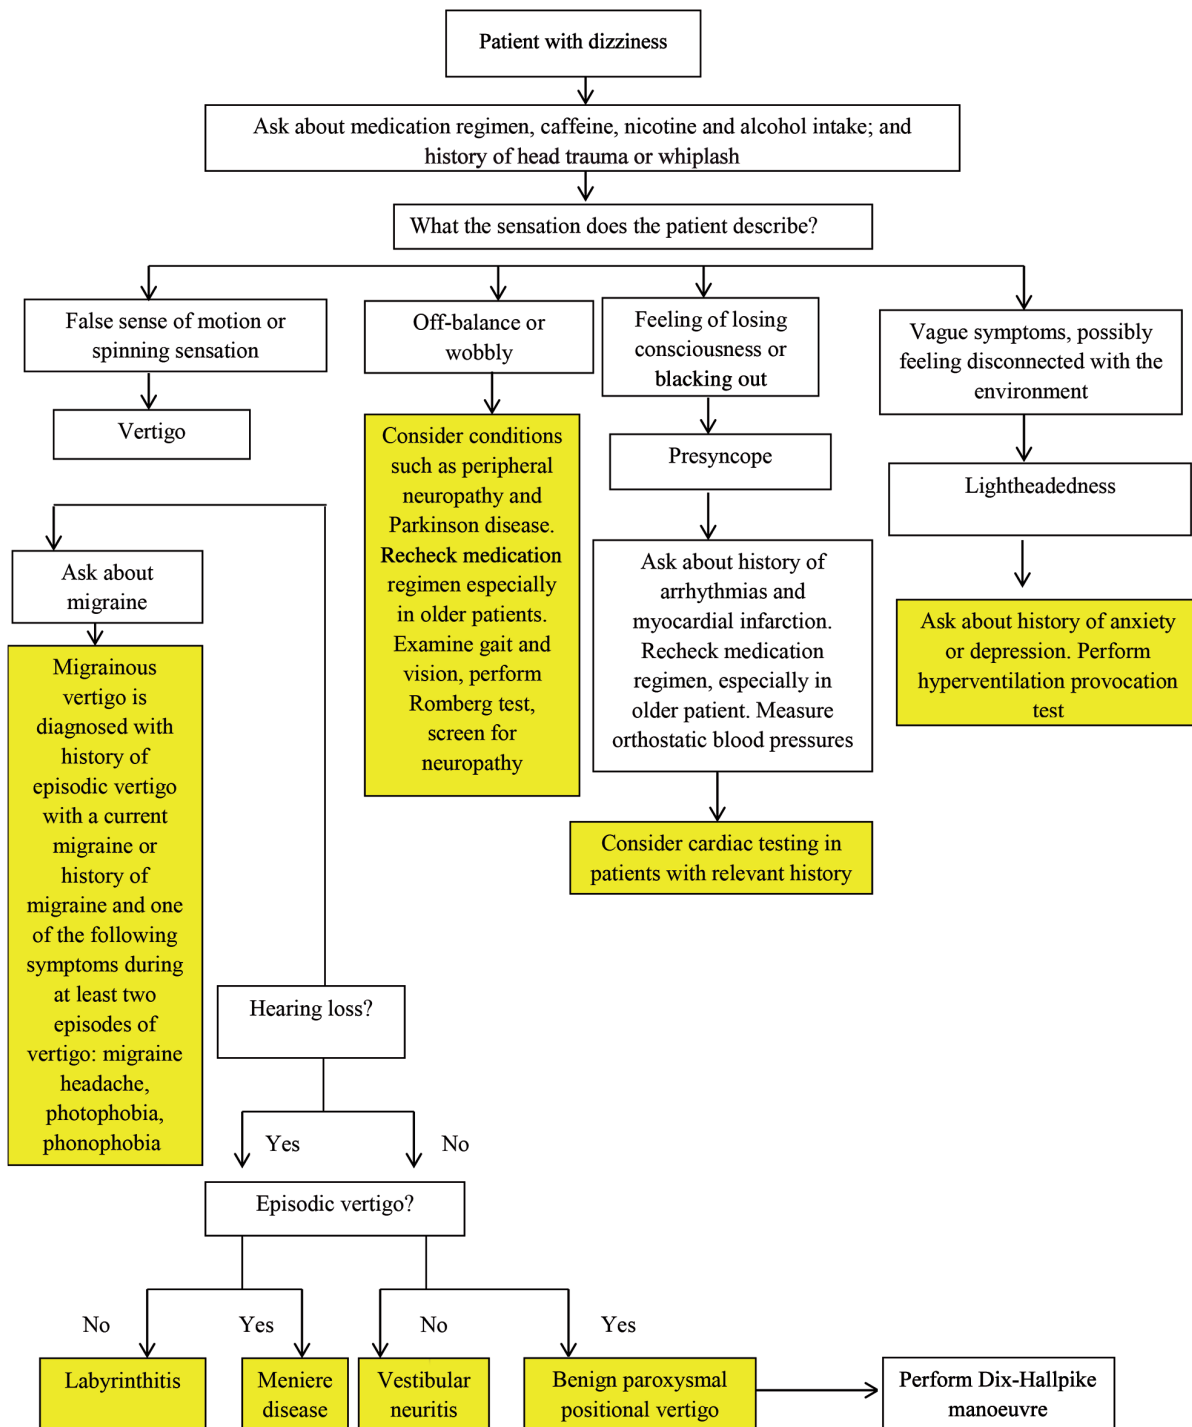 Patient with dizziness
Ask about medication regimen, caffeine, nicotine and alcohol intake; and
history of head trauma or whiplash
What the sensation does the patient describe?
False sense of motion or
spinning sensation
Off-balance or
wobbly
Feeling of losing
consciousness or
blacking out
Vague symptoms, possibly
feeling disconnected with the
environment
Vertigo
Consider conditions
such as peripheral
neuropathy and
Parkinson disease.
Recheck medication
regimen especially
in older patients.
Examine gait and
vision, perform
Romberg test,
screen for
neuropathy
Presyncope
Lightheadedness
Ask about
migraine
Ask about history of
arrhythmias and
myocardial infarction.
Recheck medication
regimen, especially in
older patient. Measure
orthostatic blood pressures
Ask about history of anxiety
or depression. Perform
hyperventilation provocation
test
Migrainous
vertigo is
diagnosed with
history of
episodic vertigo
with a current
migraine or
history of
migraine and one
of the following
symptoms during
at least two
episodes of
vertigo: migraine
headache,
photophobia,
phonophobia
Consider cardiac testing in
patients with relevant history
Hearing loss?
Yes
No
Episodic vertigo?
No
Yes
No
Yes
Labyrinthitis
Meniere
disease
Vestibular
neuritis
Benign paroxysmal
positional vertigo
Perform Dix-Hallpike
manoeuvre